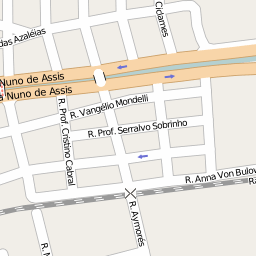 das Azaléias
Ciclames
Nuno de Assis
a Nuno de Assis
R. Vangélio Mondelli
R. Prof. Serralvo Sobrinho
R. Prof. Cristino Cabral
R. Anna Von Bulow
R. Aymorés